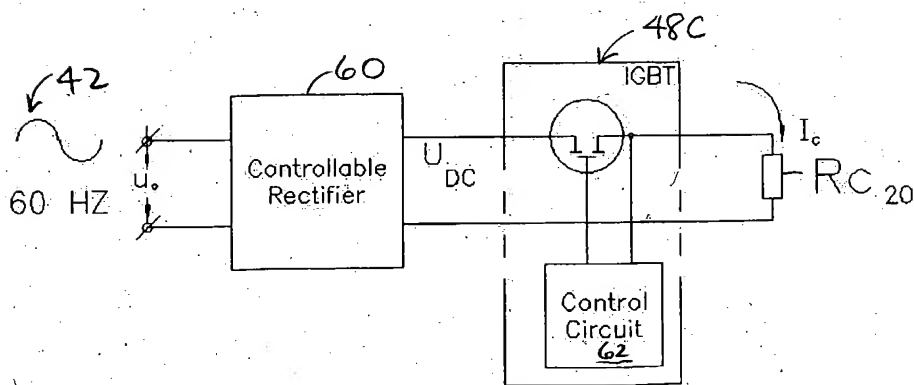 42
60 HZ
u₀
60
Controllable
Rectifier
U DC
48C
IGBT
Control
Circuit
62
I c
RC 20